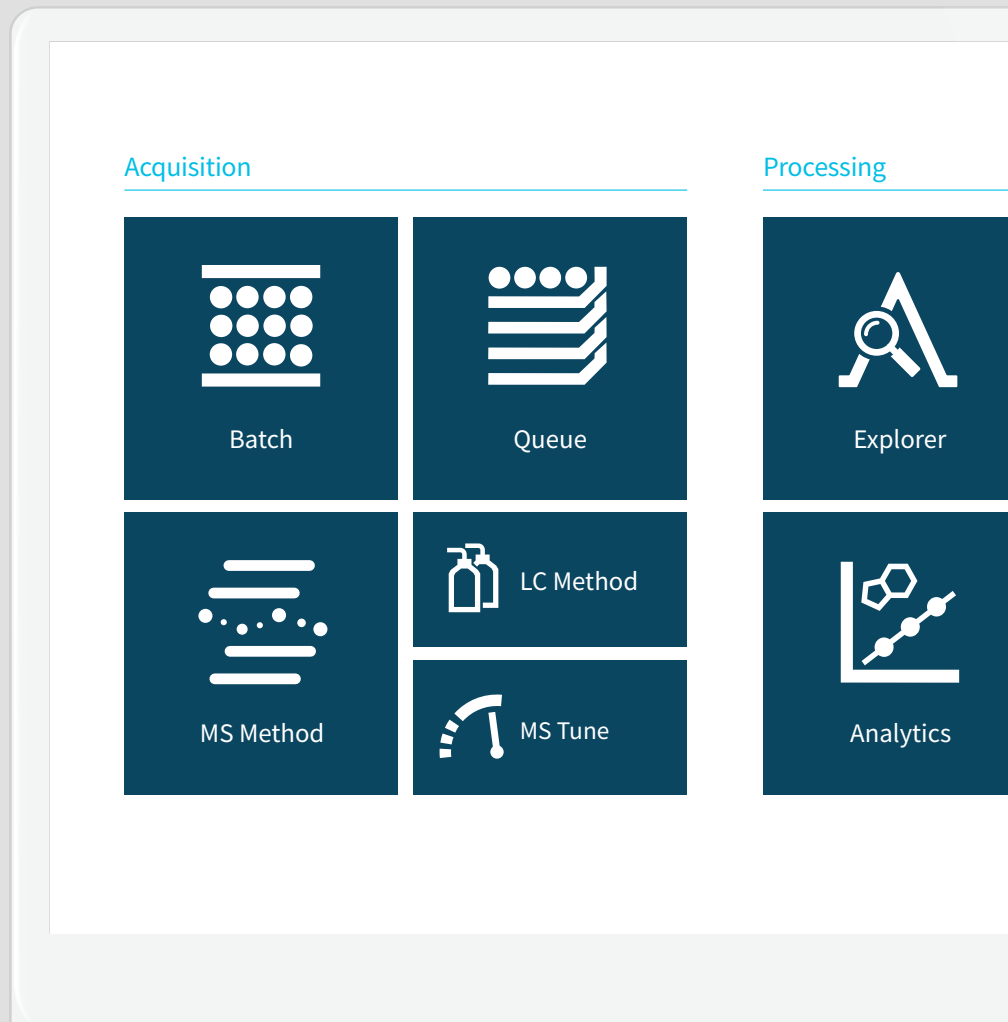 Acquisition
Batch
Queue
MS Method
LC Method
MS Tune
Processing
Explorer
Analytics